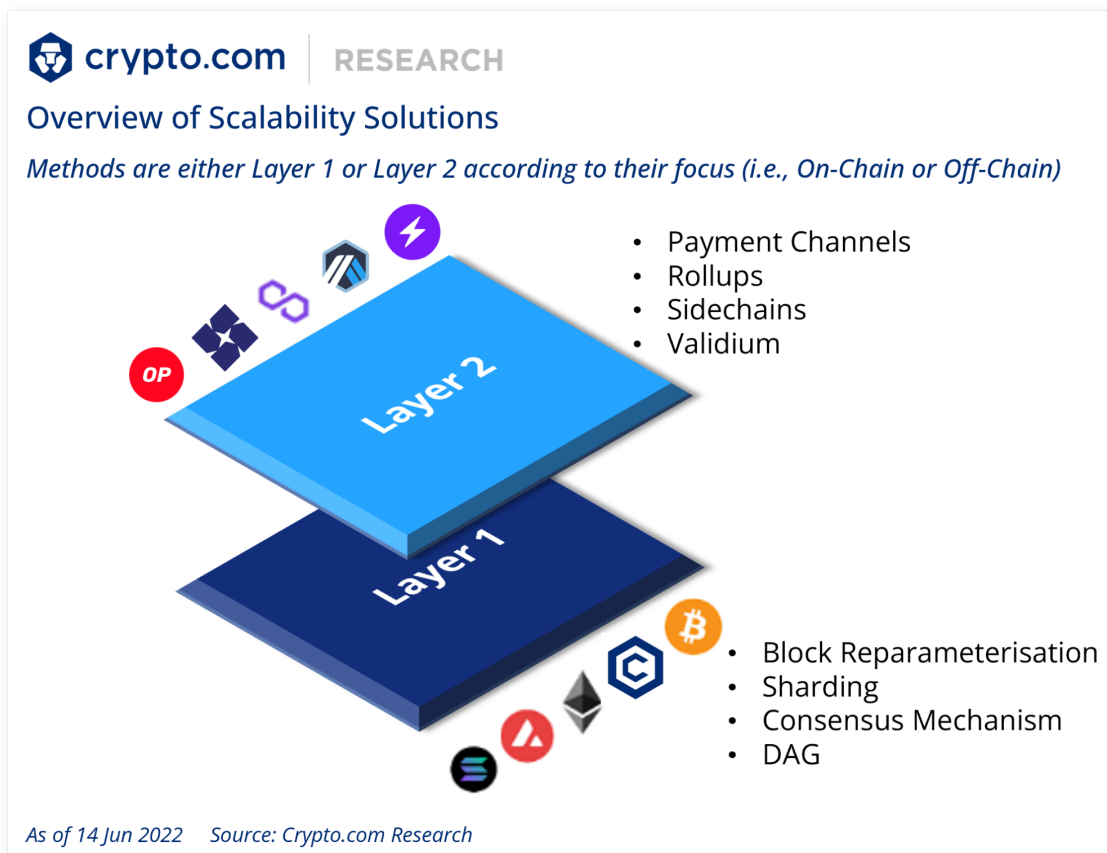 crypto.com | RESEARCH
Overview of Scalability Solutions
Methods are either Layer 1 or Layer 2 according to their focus (i.e., On-Chain or Off-Chain)
• Payment Channels
• Rollups
• Sidechains
• Validium
OP
Layer 2
Layer 1
• Block Reparameterisation
• Sharding
• Consensus Mechanism
• DAG
As of 14 Jun 2022 Source: Crypto.com Research